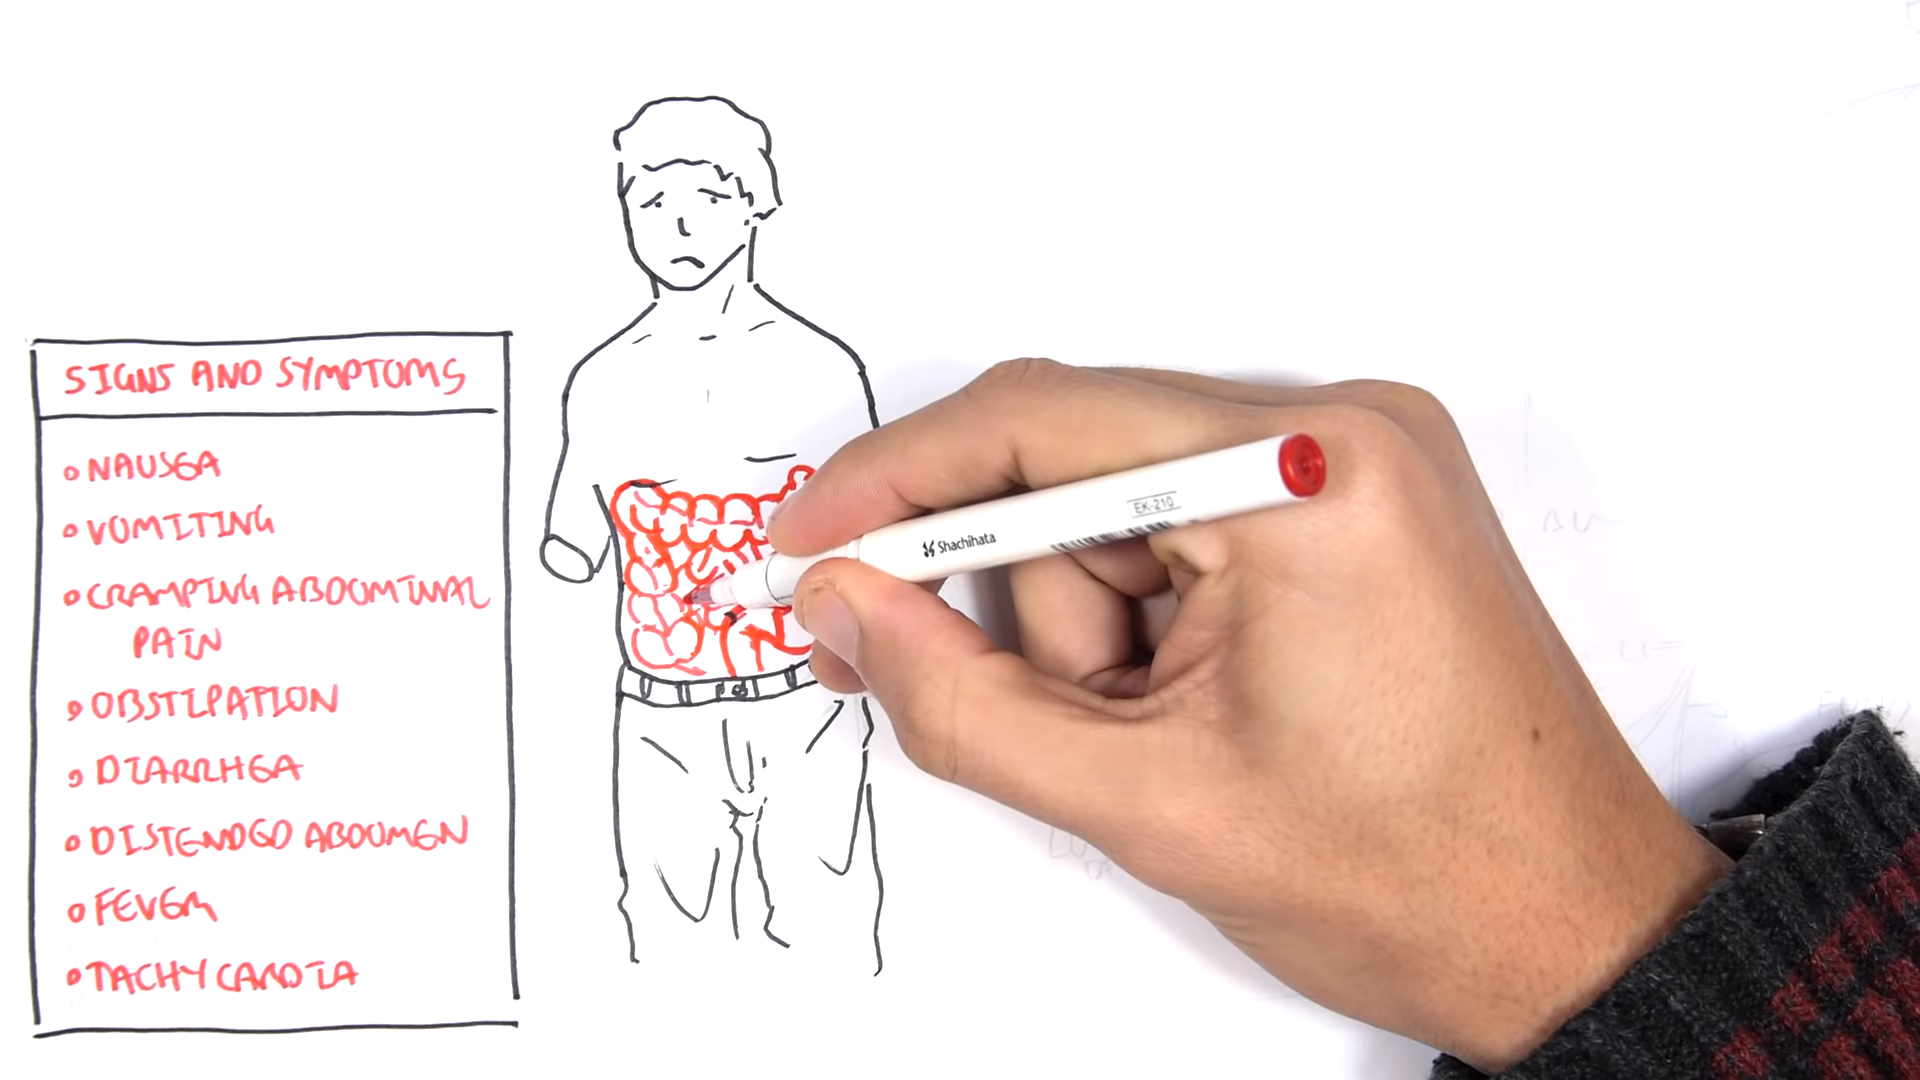 SIGNS AND SYMPTOMS
NAUSEA
VOMITING
CRAMPING ABDOMINAL
PAIN
OBSTIPATION
DIARRHEA
DISTENDED ABDOMEN
FEVER
TACHYCARDIA
EK-210
Shachihata